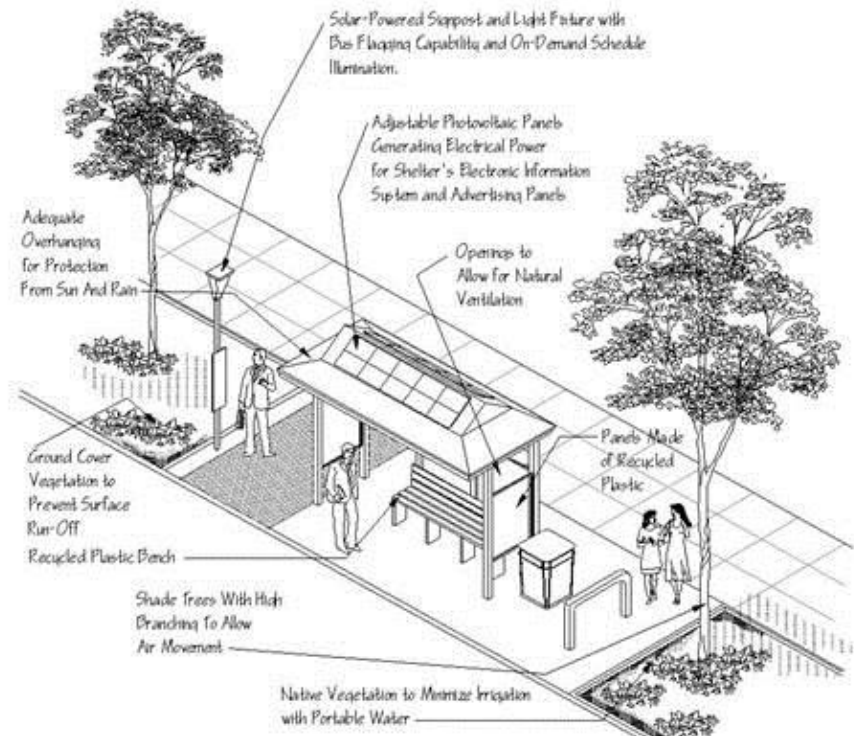 Solar-Powered Signpost and Light Fixture with
Bus Flagging Capability and On-Demand Schedule
Illumination.
Adjustable Photovoltaic Panels
Generating Electrical Power
for Shelter's Electronic Information
System and Advertising Panels
Adequate
Overhanging
for Protection
From Sun And Rain
Openings to
Allow for Natural
Ventilation
Panels Made
of Recycled
Plastic
Ground Cover
Vegetation to
Prevent Surface
Run-Off
Recycled Plastic Bench
Shade Trees With High
Branching To Allow
Air Movement
Native Vegetation to Minimize Irrigation
with Portable Water